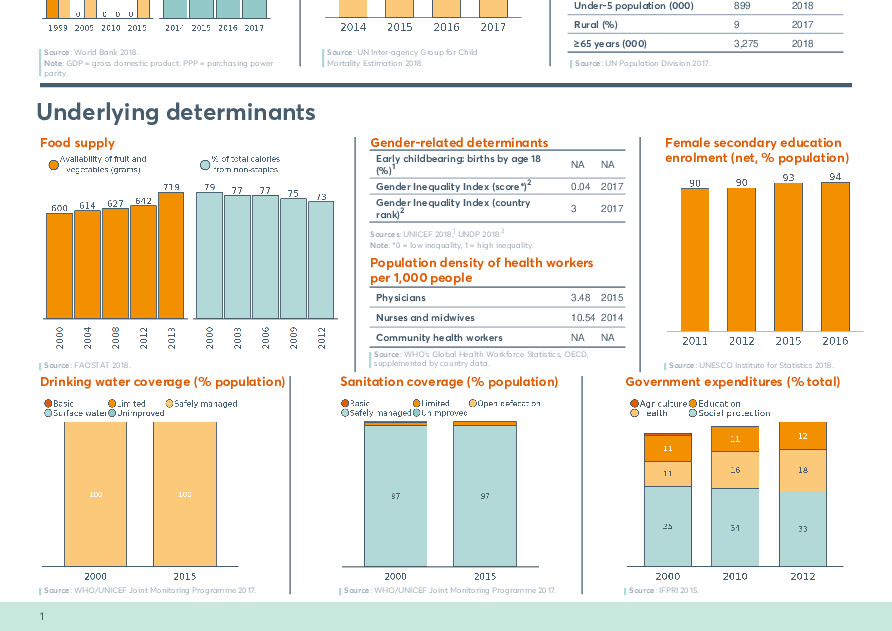 0 0 0 0
1999 2005 2010 2015
2014 2015 2016 2017
Source: World Bank 2018.
Note: GDP = gross domestic product. PPP = purchasing power
parity.
2014 2015 2016 2017
Source: UN Inter-agency Group for Child
Mortality Estimation 2018.
Under-5 population (000) 899 2018
Rural (%) 9 2017
≥65 years (000) 3,275 2018
Source: UN Population Division 2017.
Underlying determinants
Food supply
Availability of fruit and
vegetables (grams)
% of total calories
from non-staples
600 614 627 642 719
79 77 77 75 73
2000 2004 2008 2012 2013
2000 2003 2006 2009 2012
Source: FAOSTAT 2018.
Gender-related determinants
Early childbearing: births by age 18
(%)¹ NA NA
Gender Inequality Index (score*)² 0.04 2017
Gender Inequality Index (country
rank)² 3 2017
Sources: UNICEF 2018,¹ UNDP 2018.²
Note: *0 = low inequality, 1 = high inequality.
Population density of health workers
per 1,000 people
Physicians 3.48 2015
Nurses and midwives 10.54 2014
Community health workers NA NA
Source: WHO's Global Health Workforce Statistics, OECD,
supplemented by country data.
Female secondary education
enrolment (net, % population)
90 90 93 94
2011 2012 2015 2016
Source: UNESCO Institute for Statistics 2018.
Drinking water coverage (% population)
Basic Limited Safely managed
Surface water Unimproved
100 100
2000 2015
Source: WHO/UNICEF Joint Monitoring Programme 2017.
Sanitation coverage (% population)
Basic Limited Open defecation
Safely managed Unimproved
97 97
2000 2015
Source: WHO/UNICEF Joint Monitoring Programme 2017.
Government expenditures (% total)
Agriculture Education
Health Social protection
11 11 12
11 16 18
35 34 33
2000 2010 2012
Source: IFPRI 2015.
1